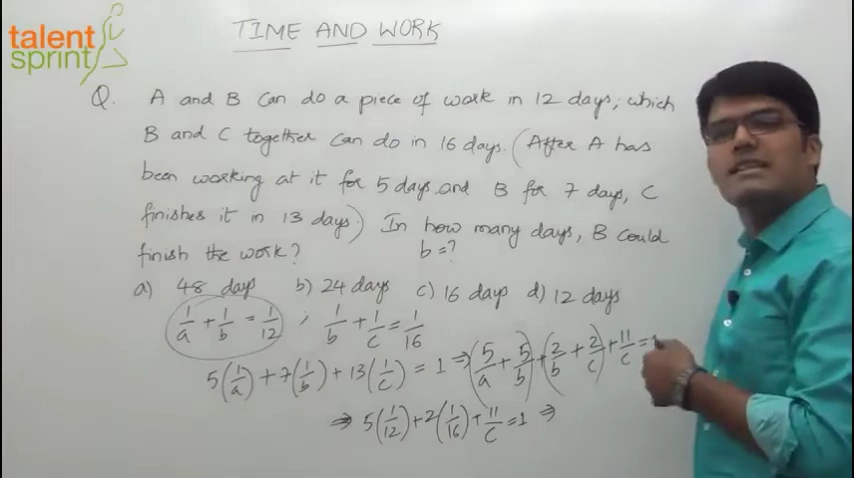 talent
sprint
TIME AND WORK
Q. A and B can do a piece of work in 12 days, which
B and C together can do in 16 days. (After A has
been working at it for 5 days and B for 7 days, C
finishes it in 13 days.) In how many days, B could
finish the work? b=?
a) 48 days b) 24 days c) 16 days d) 12 days
1/a + 1/b = 1/12 ; 1/b + 1/c = 1/16
5(1/a) + 7(1/b) + 13(1/c) = 1 ⇒ (5/a + 5/b) + (2/b + 2/c) + 11/c = 1
⇒ 5(1/12) + 2(1/16) + 11/c = 1 ⇒